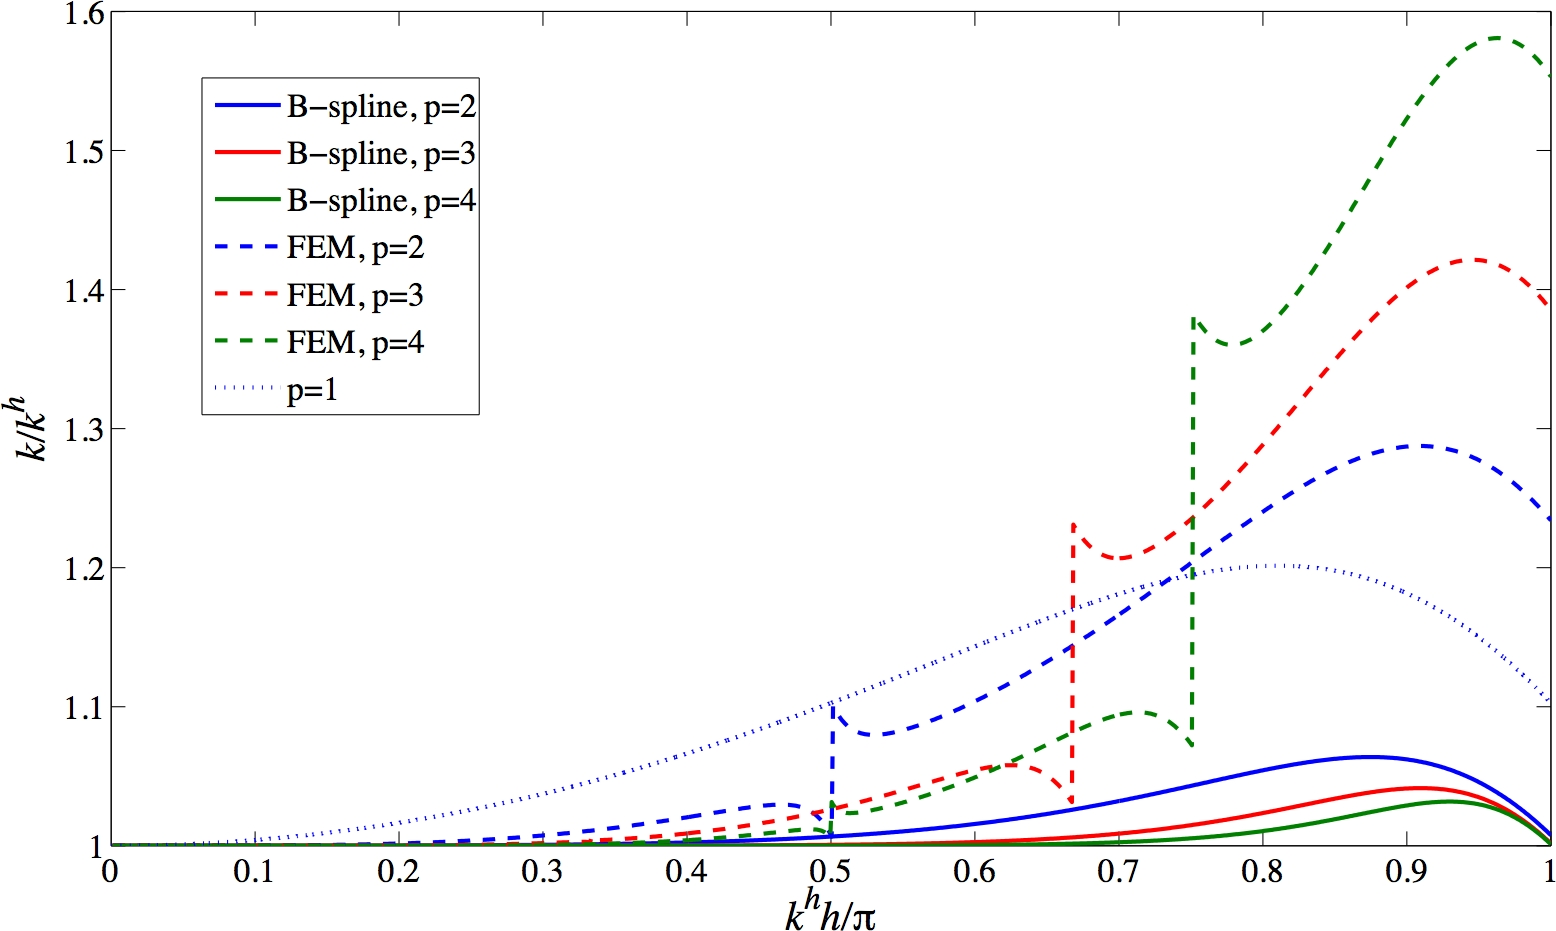 1.6
1.5
1.4
1.3
1.2
1.1
1
k/k^h
B−spline, p=2
B−spline, p=3
B−spline, p=4
FEM, p=2
FEM, p=3
FEM, p=4
p=1
0 0.1 0.2 0.3 0.4 0.5 0.6 0.7 0.8 0.9 1
k^h h/π